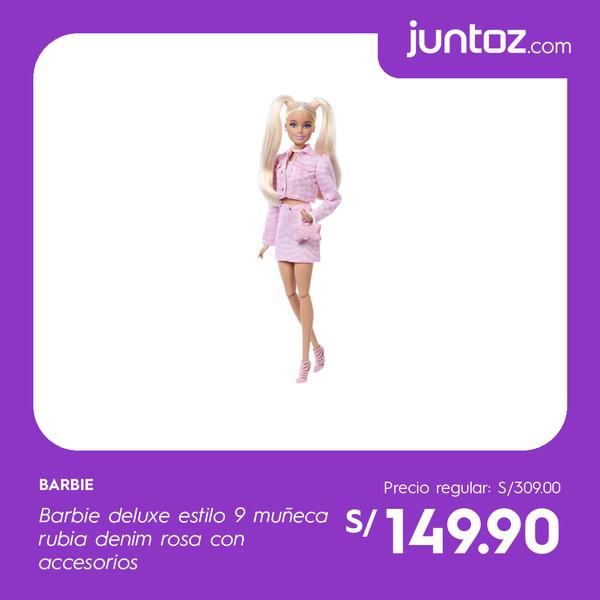 juntoz.com
BARBIE
Barbie deluxe estilo 9 muñeca
rubia denim rosa con
accesorios
Precio regular: S/309.00
S/149.90